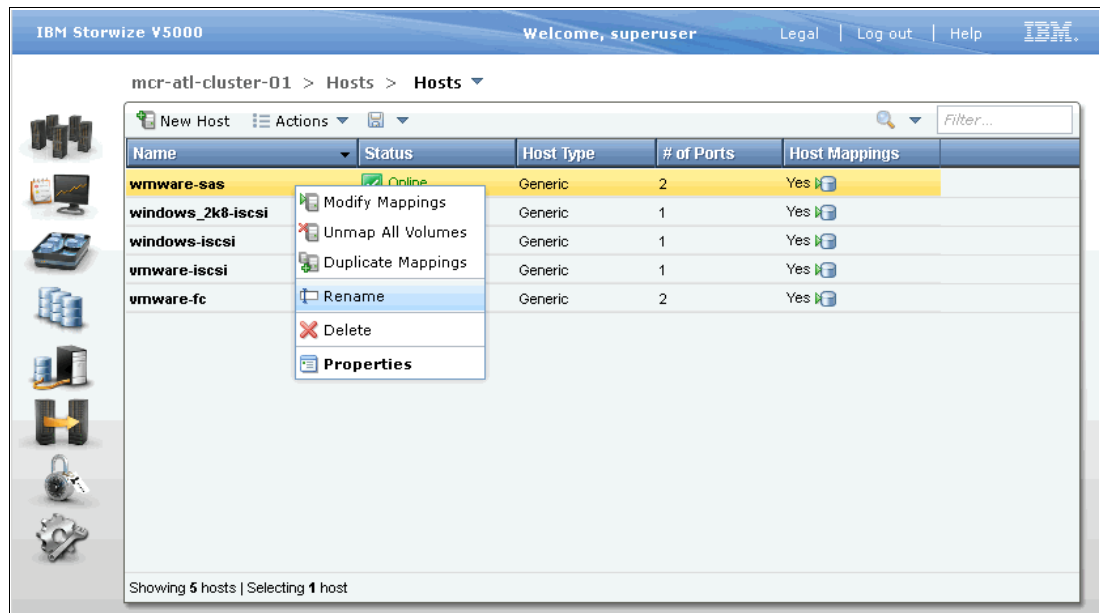 IBM Storwize V5000 Welcome, superuser Legal | Log out | Help IBM.
mcr-atl-cluster-01 > Hosts > Hosts
New Host Actions Filter...
Name Status Host Type # of Ports Host Mappings
wmware-sas Online Generic 2 Yes
windows_2k8-iscsi Generic 1 Yes
windows-iscsi Generic 1 Yes
vmware-iscsi Generic 1 Yes
vmware-fc Generic 2 Yes
Modify Mappings
Unmap All Volumes
Duplicate Mappings
Rename
Delete
Properties
Showing 5 hosts | Selecting 1 host